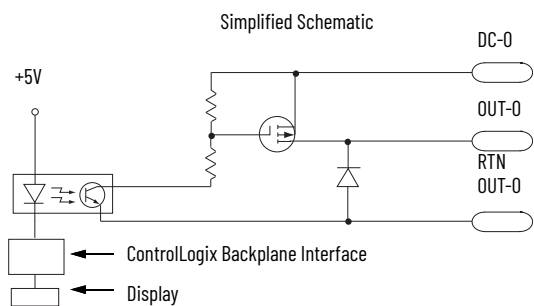 Simplified Schematic
DC-0
+5V
OUT-0
RTN
OUT-0
ControlLogix Backplane Interface
Display